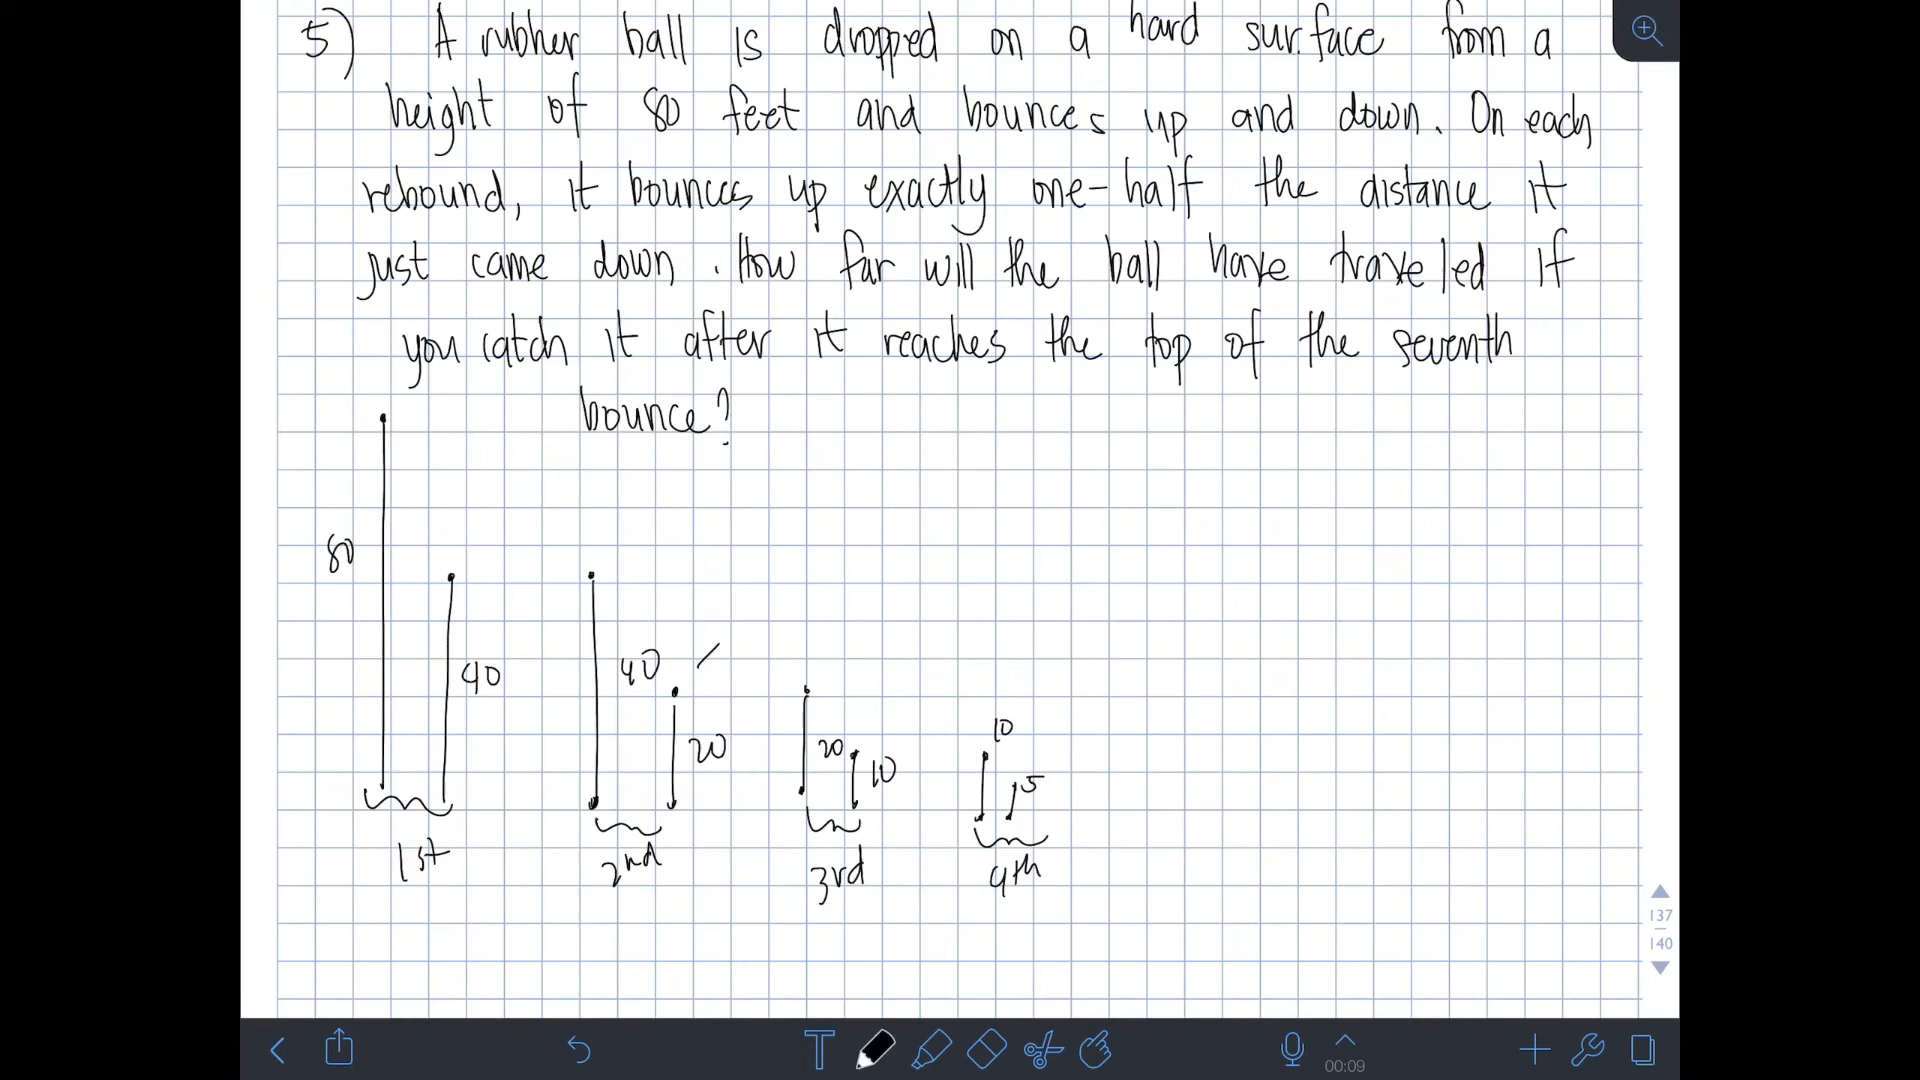 5) A rubber ball is dropped on a hard surface from a
height of 80 feet and bounces up and down. On each
rebound, it bounces up exactly one-half the distance it
just came down. How far will the ball have traveled if
you catch it after it reaches the top of the seventh
bounce?
80
40
40
20
20
10
10
5
1st
2nd
3rd
4th
137
140
T
00:09